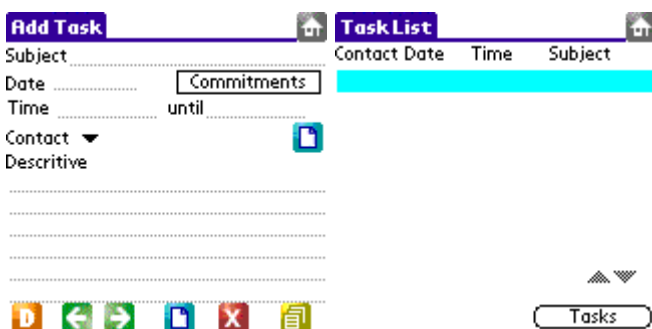 Add Task
Subject
Date Commitments
Time until
Contact
Descritive
D
X
Task List
Contact Date Time Subject
Tasks